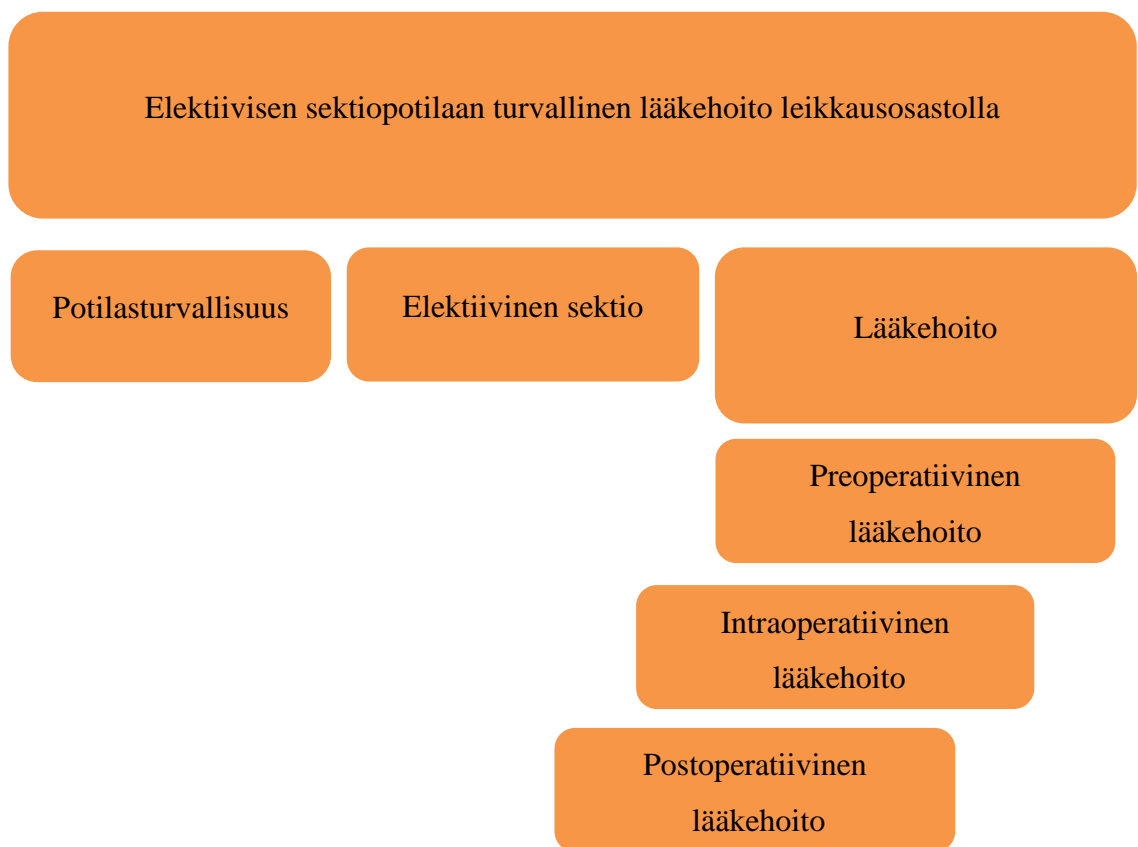 Elektiivisen sektiopotilaan turvallinen lääkehoito leikkausosastolla
Potilasturvallisuus
Elektiivinen sektio
Lääkehoito
Preoperatiivinen
lääkehoito
Intraoperatiivinen
lääkehoito
Postoperatiivinen
lääkehoito